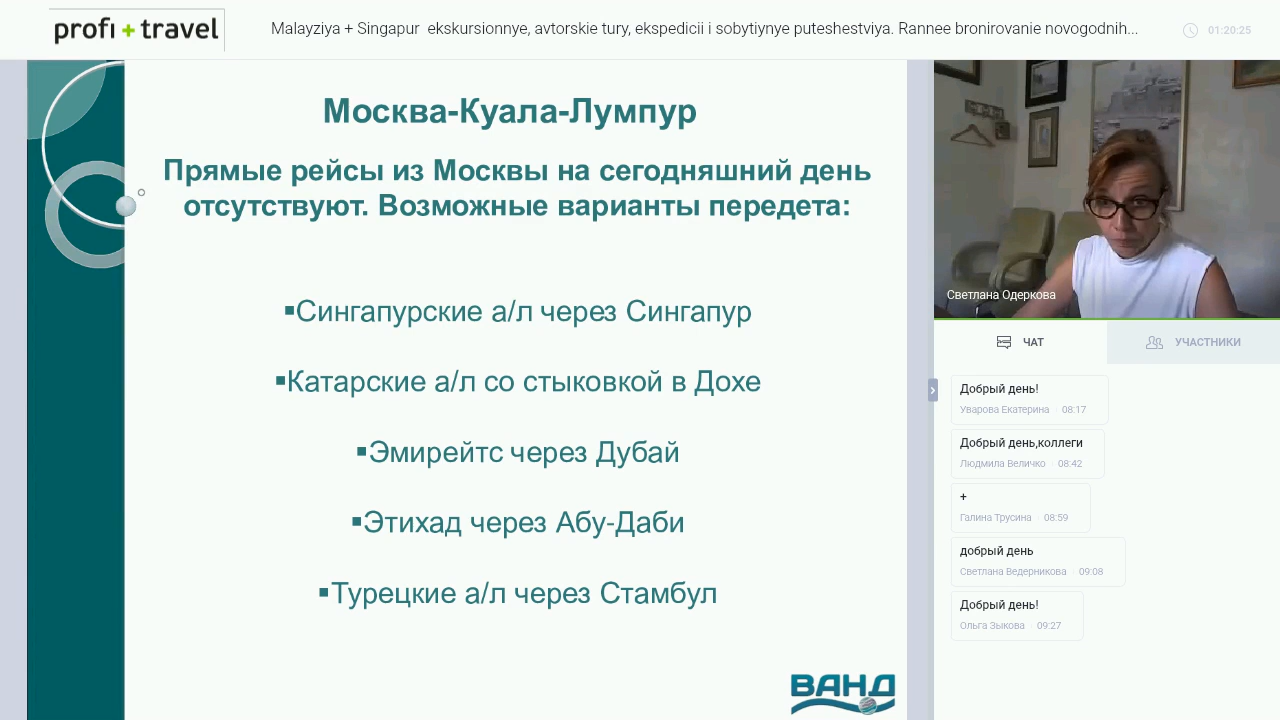 profi + travel
Malayziya + Singapur ekskursionnye, avtorskie tury, ekspedicii i sobytiynye puteshestviya. Rannee bronirovanie novogodnih...
01:20:25
Москва-Куала-Лумпур
Прямые рейсы из Москвы на сегодняшний день
отсутствуют. Возможные варианты передета:
▪Сингапурские а/л через Сингапур
▪Катарские а/л со стыковкой в Дохе
▪Эмирейтс через Дубай
▪Этихад через Абу-Даби
▪Турецкие а/л через Стамбул
ВАНД
Светлана Одеркова
ЧАТ
УЧАСТНИКИ
Добрый день!
Уварова Екатерина · 08:17
Добрый день,коллеги
Людмила Величко · 08:42
+
Галина Трусина · 08:59
добрый день
Светлана Ведерникова · 09:08
Добрый день!
Ольга Зыкова · 09:27